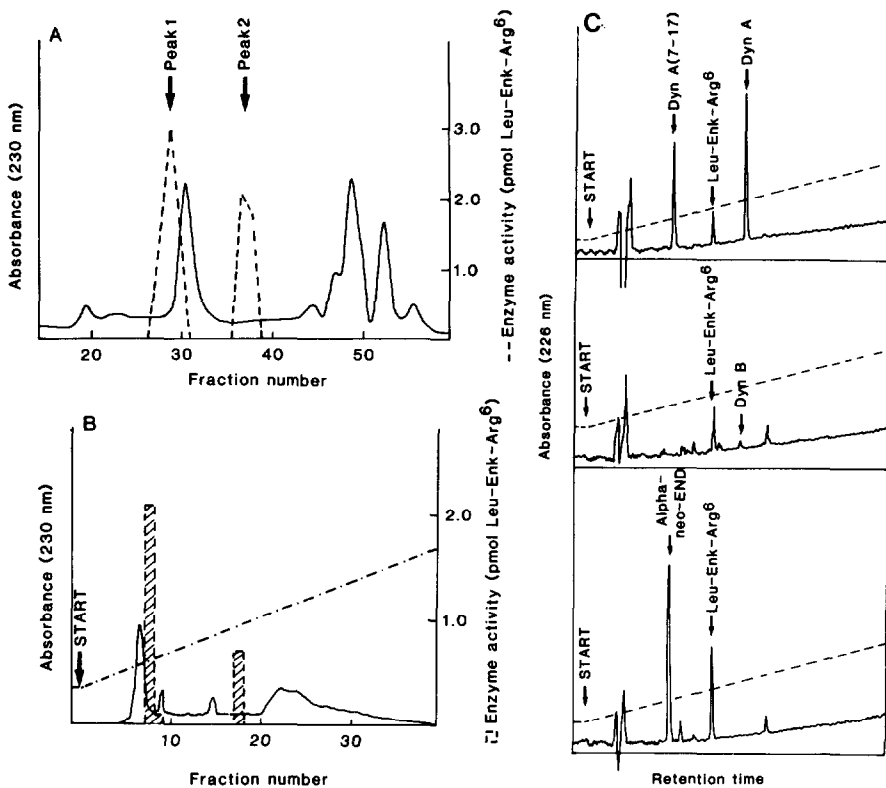 A
Peak1
Peak2
Absorbance (230 nm)
3.0
2.0
1.0
-- Enzyme activity (pmol Leu-Enk-Arg6)
20 30 40 50
Fraction number
B
START
Absorbance (230 nm)
2.0
1.0
Enzyme activity (pmol Leu-Enk-Arg6)
10 20 30
Fraction number
C
START
Dyn A(7-17)
Leu-Enk-Arg6
Dyn A
Absorbance (226 nm)
START
Leu-Enk-Arg6
Dyn B
START
Alpha-
neo-END
Leu-Enk-Arg6
Retention time